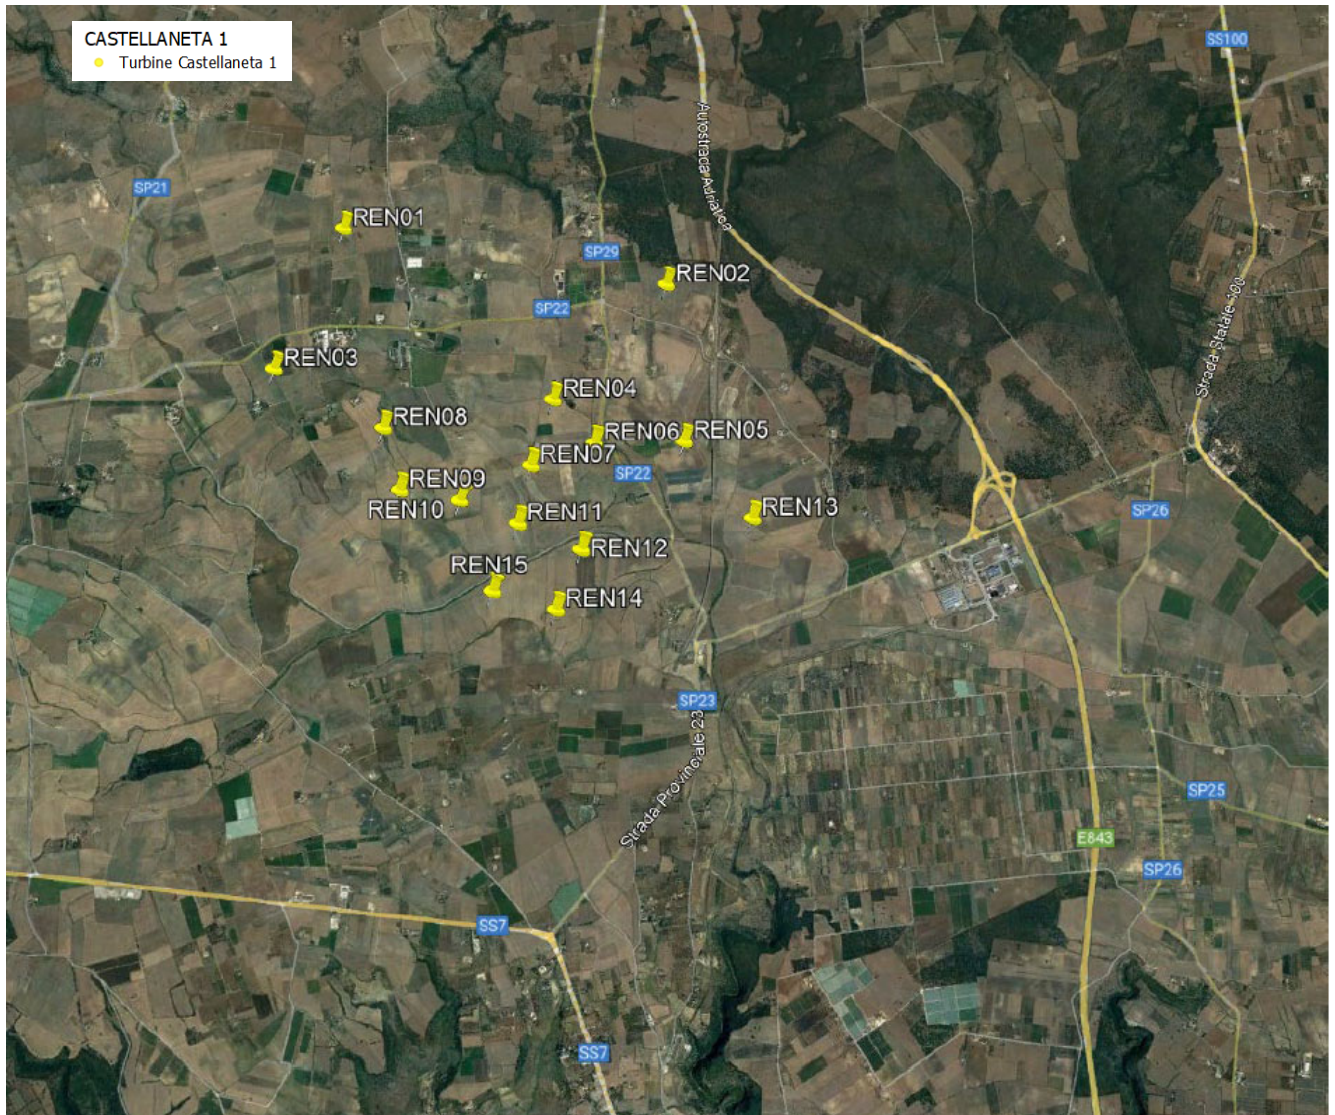 CASTELLANETA 1
Turbine Castellaneta 1
SS100
Autostrada Adriatica
SP21
REN01
SP29
REN02
SP22
Strada Statale 100
REN03
REN04
REN08
REN06
REN05
REN07
SP22
REN09
REN10
REN11
REN13
SP26
REN12
REN15
REN14
SP23
Strada Provinciale 23
SP25
E843
SP26
SS7
SS7